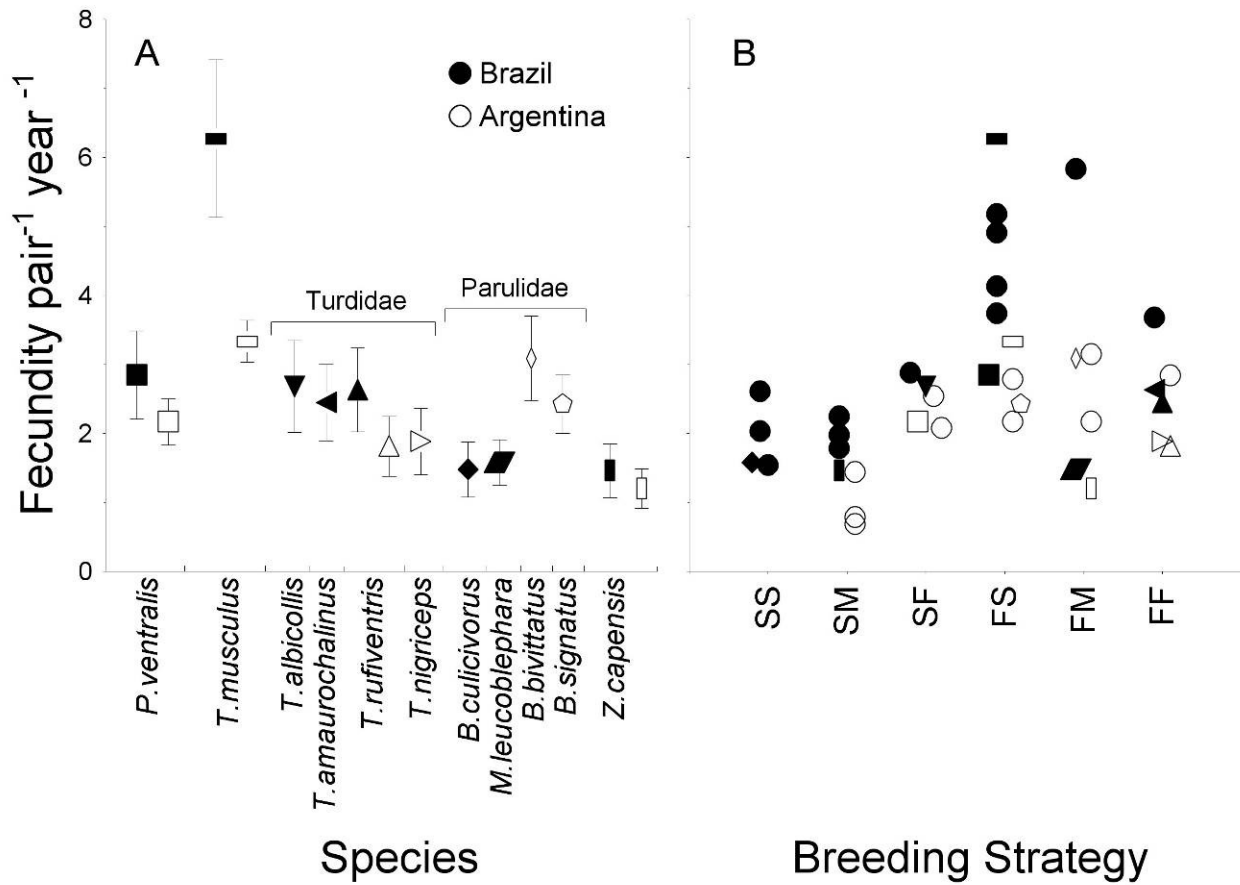 Fecundity pair-1 year -1
8
6
4
2
0
A
Brazil
Argentina
Turdidae
Parulidae
P.ventralis
T.musculus
T.albicollis
T.amaurochalinus
T.rufiventris
T.nigriceps
B.culicivorus
M.leucoblephara
B.bivittatus
B.signatus
Z.capensis
Species
B
SS
SM
SF
FS
FM
FF
Breeding Strategy